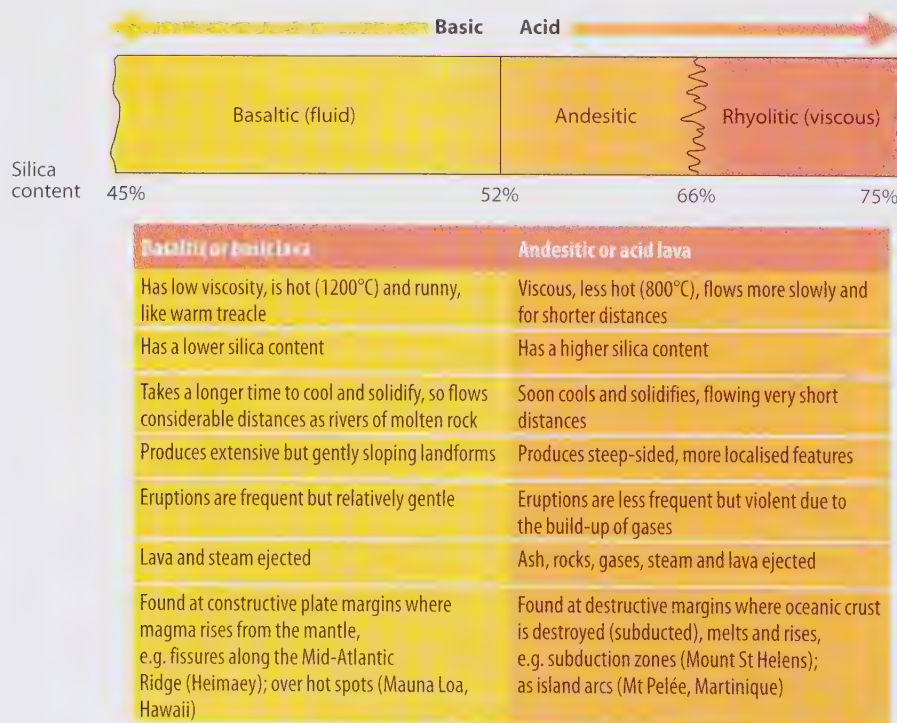 Basic Acid
Basaltic (fluid) Andesitic Rhyolitic (viscous)
Silica
content 45% 52% 66% 75%
Basaltic or basic lava Andesitic or acid lava
Has low viscosity, is hot (1200°C) and runny, Viscous, less hot (800°C), flows more slowly and
like warm treacle for shorter distances
Has a lower silica content Has a higher silica content
Takes a longer time to cool and solidify, so flows Soon cools and solidifies, flowing very short
considerable distances as rivers of molten rock distances
Produces extensive but gently sloping landforms Produces steep-sided, more localised features
Eruptions are frequent but relatively gentle Eruptions are less frequent but violent due to
the build-up of gases
Lava and steam ejected Ash, rocks, gases, steam and lava ejected
Found at constructive plate margins where Found at destructive margins where oceanic crust
magma rises from the mantle, is destroyed (subducted), melts and rises,
e.g. fissures along the Mid-Atlantic e.g. subduction zones (Mount St Helens);
Ridge (Heimaey); over hot spots (Mauna Loa, as island arcs (Mt Pelée, Martinique)
Hawaii)